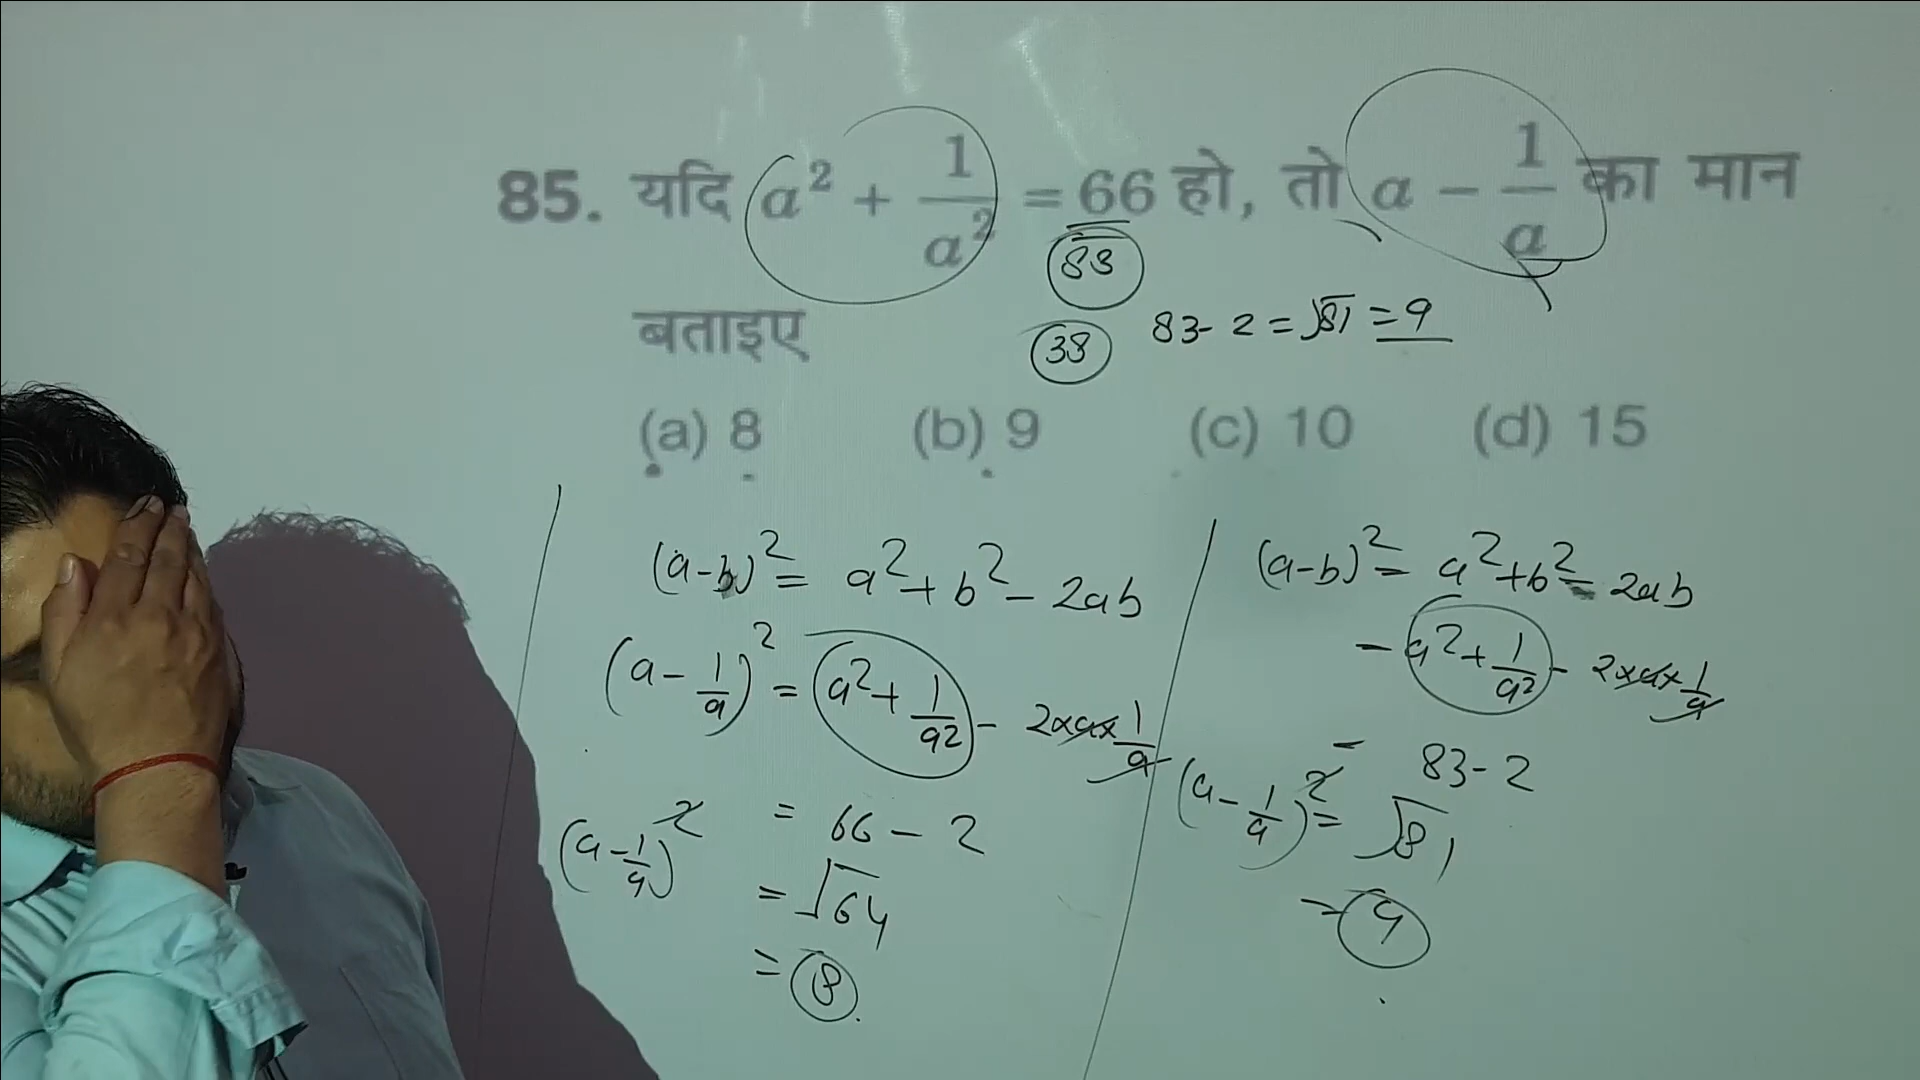 85. यदि a² + 1/a² = 66 हो, तो a − 1/a का मान
83
बताइए
38
83- 2 = √81 = 9
(a) 8 (b) 9 (c) 10 (d) 15
(a-b)² = a²+b² - 2ab
(a - 1/a)² = a²+ 1/a² - 2×a×1/a
(a - 1/a)² = 66 - 2
= √64
= 8
(a-b)² = a²+b² - 2ab
= a²+ 1/a² - 2×a×1/a
= 83-2
(a - 1/a)² = √81
= 9